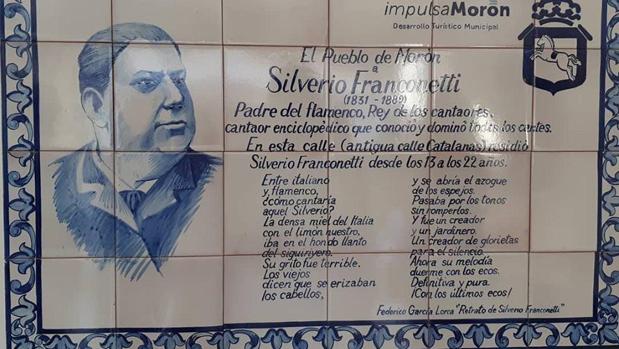 impulsaMorón
Desarrollo Turístico Municipal
El Pueblo de Morón
a
Silverio Franconetti
(1831 - 1889)
Padre del flamenco, Rey de los cantaores,
cantaor enciclopèdico que conocio y dominó todos los cantes.
En esta calle (antigua calle Catalanas) residió
Silverio Franconetti desde los 13 a los 22 años.
Entre italiano
y flamenco,
¿como cantaría
aquel Silverio?
La densa miel del Italia
con el limón nuestro,
iba en el hondo llanto
del siguiriyero.
Su grito fue terrible.
Los viejos
dicen que se erizaban
los cabellos,
y se abría el azogue
de los espejos.
Pasaba por los tonos
sin romperlos.
Y fue un creador
y un jardinero.
Un creador de glorietas
para el silencio.
Ahora su melodía
duerme con los ecos.
Definitiva y pura.
¡Con los últimos ecos!
Federico García Lorca "Retrato de Silverio Franconetti"